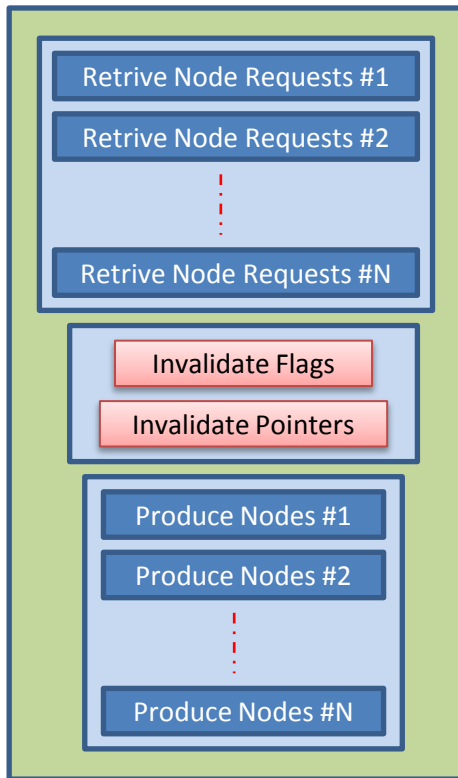 Retrive Node Requests #1
Retrive Node Requests #2
Retrive Node Requests #N
Invalidate Flags
Invalidate Pointers
Produce Nodes #1
Produce Nodes #2
Produce Nodes #N